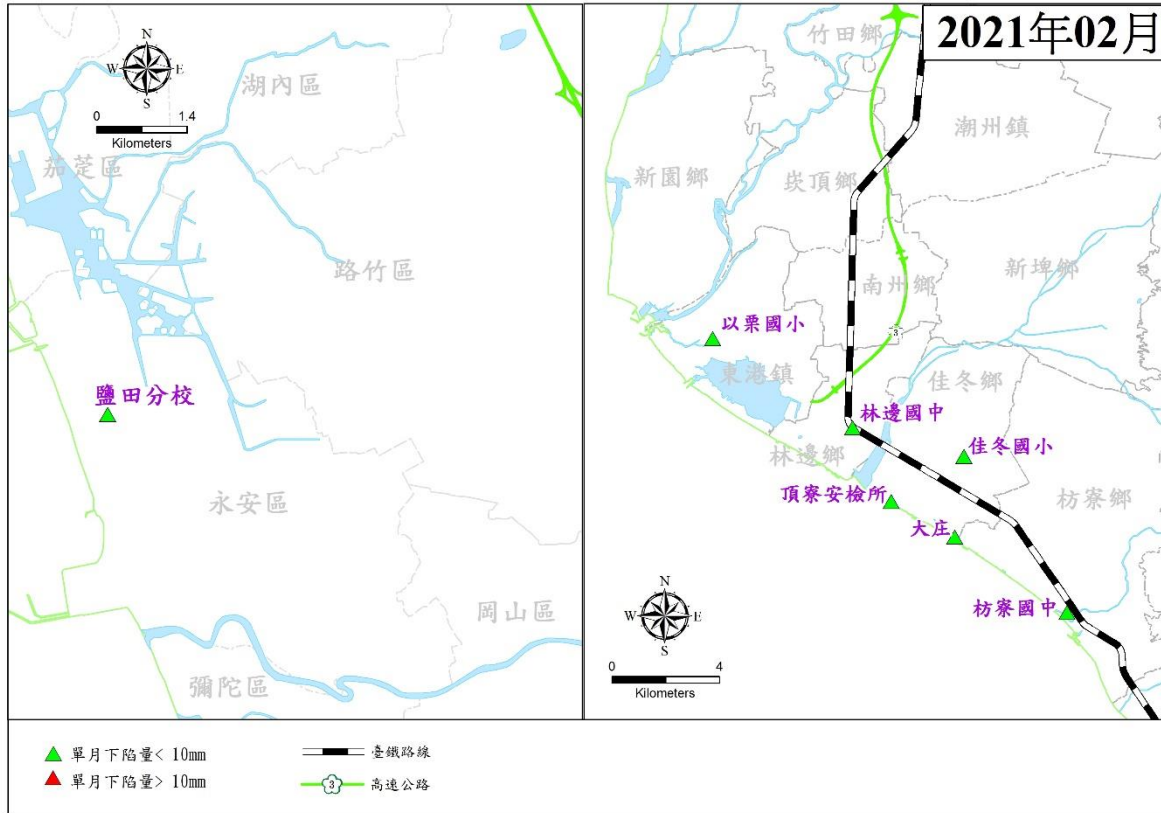 2021年02月
N
W E
S
0 1.4
Kilometers
湖內區
茄萣區
路竹區
鹽田分校
永安區
岡山區
彌陀區
竹田鄉
潮州鎮
新園鄉
崁頂鄉
新埤鄉
南州鄉
以栗國小
3
東港鎮
佳冬鄉
林邊國中
林邊鄉
佳冬國小
頂寮安檢所
枋寮鄉
大庄
枋寮國中
N
W E
S
0 4
Kilometers
單月下陷量< 10mm
臺鐵路線
單月下陷量> 10mm
3 高速公路